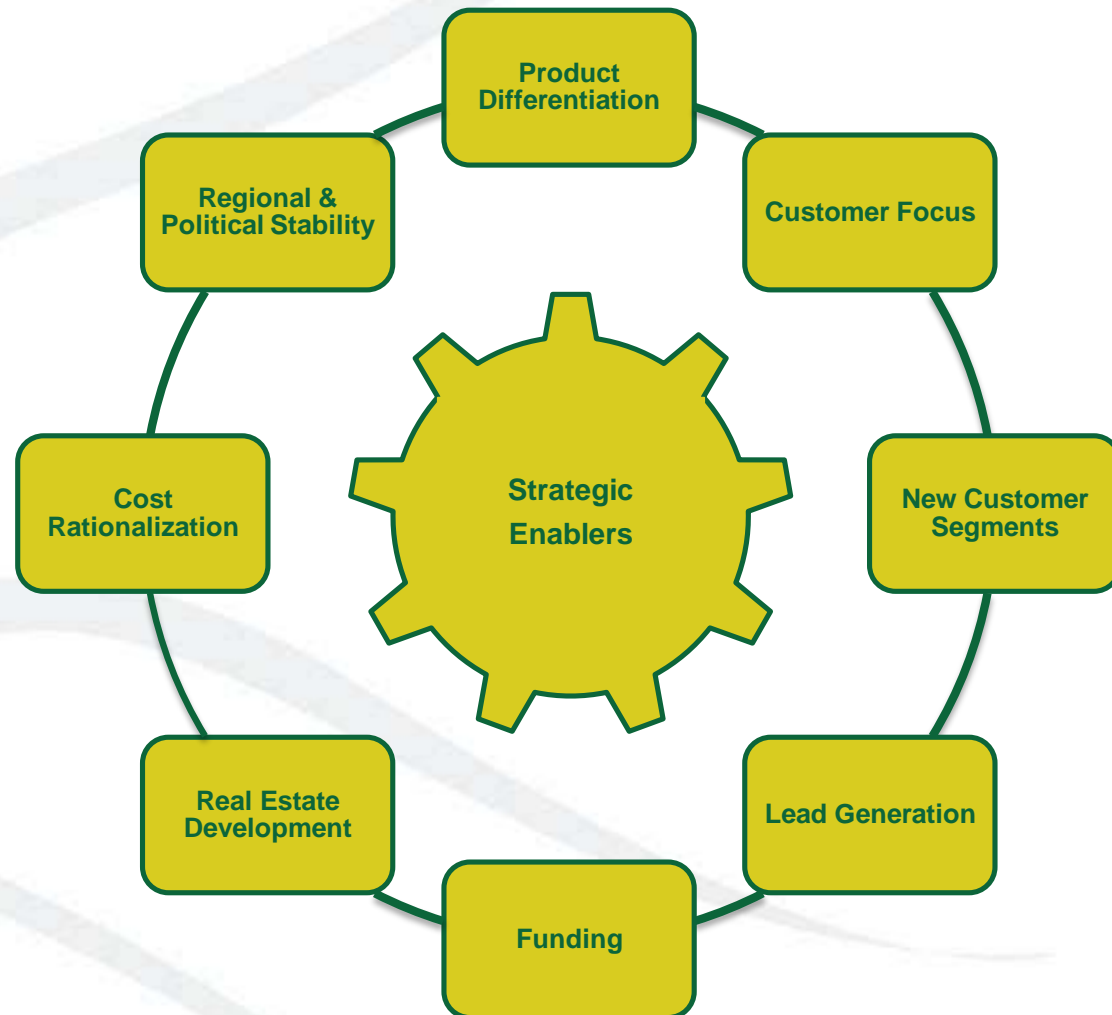 Product
Differentiation
Customer Focus
New Customer
Segments
Lead Generation
Funding
Real Estate
Development
Cost
Rationalization
Regional &
Political Stability
Strategic
Enablers